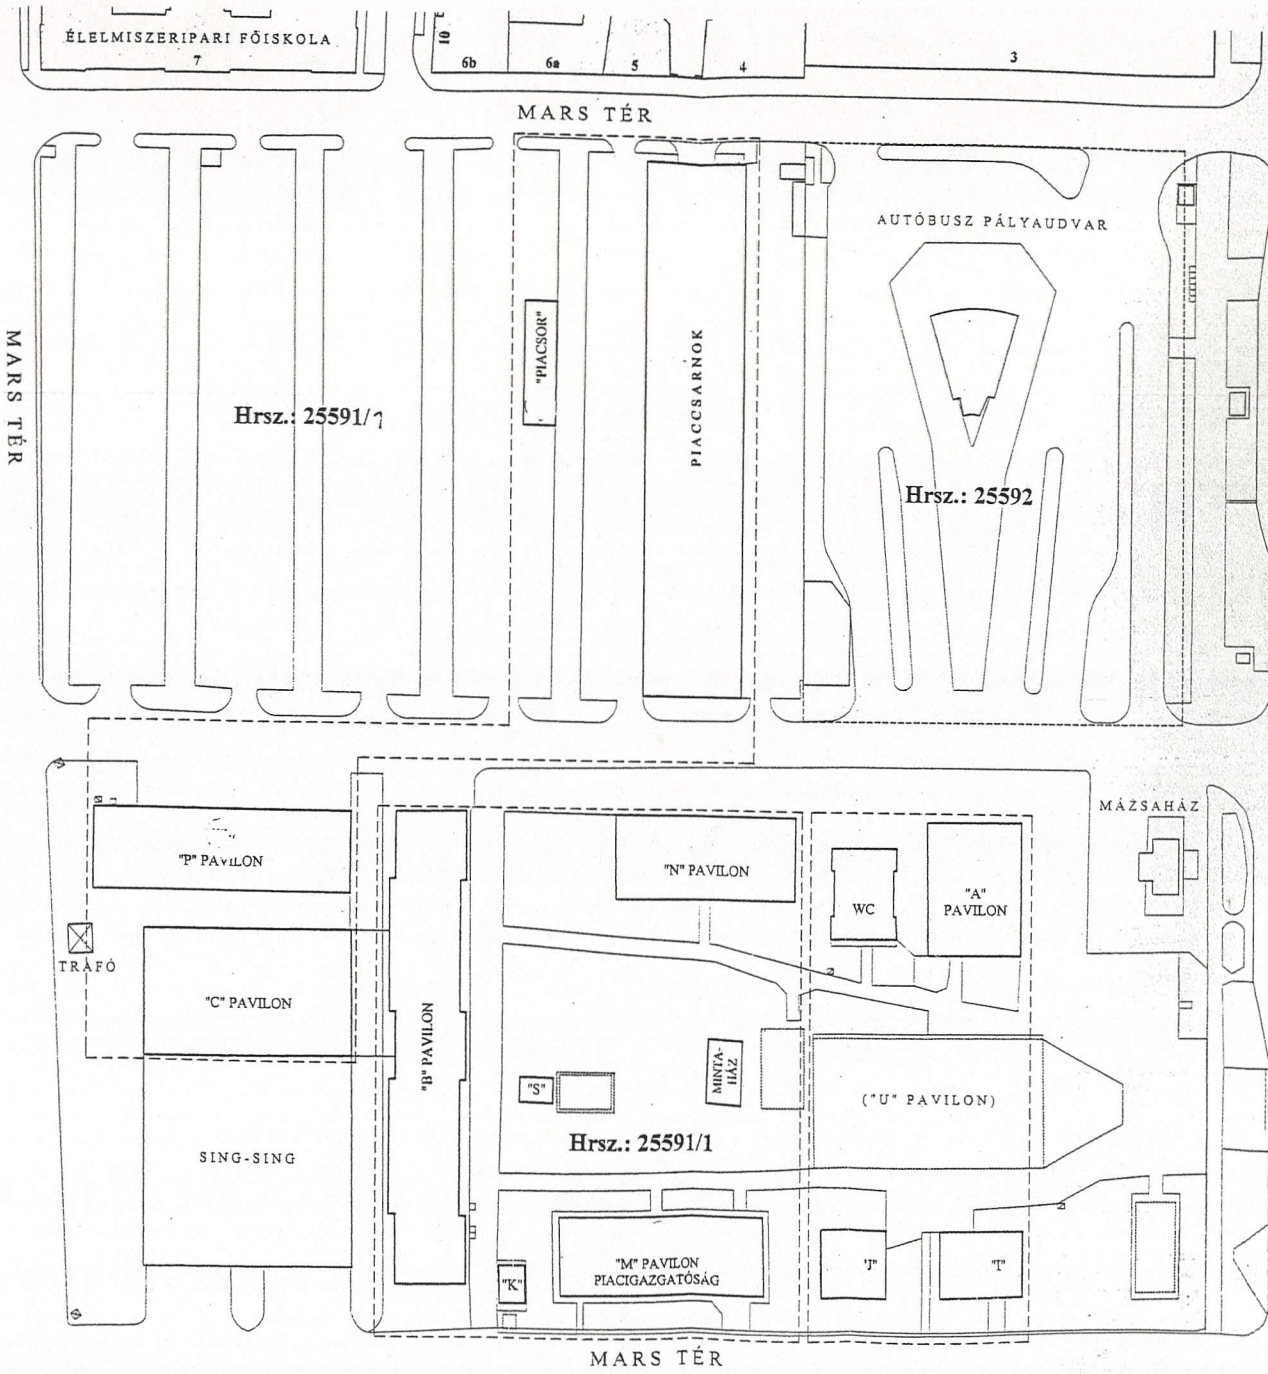 ÉLELMISZERIPARI FŐISKOLA
7
10
6b
6a
5
4
3
MARS TÉR
AUTÓBUSZ PÁLYAUDVAR
MARS TÉR
"PIACSOR"
PIACCSARNOK
Hrsz.: 25591/1
Hrsz.: 25592
MÁZSAHÁZ
"P" PAVILON
"N" PAVILON
WC
"A"
PAVILON
TRAFÓ
"C" PAVILON
"B" PAVILON
MINTA-
HÁZ
"S"
("U" PAVILON)
Hrsz.: 25591/1
SING-SING
"M" PAVILON
PIACIGAZGATÓSÁG
"K"
"J"
"I"
MARS TÉR